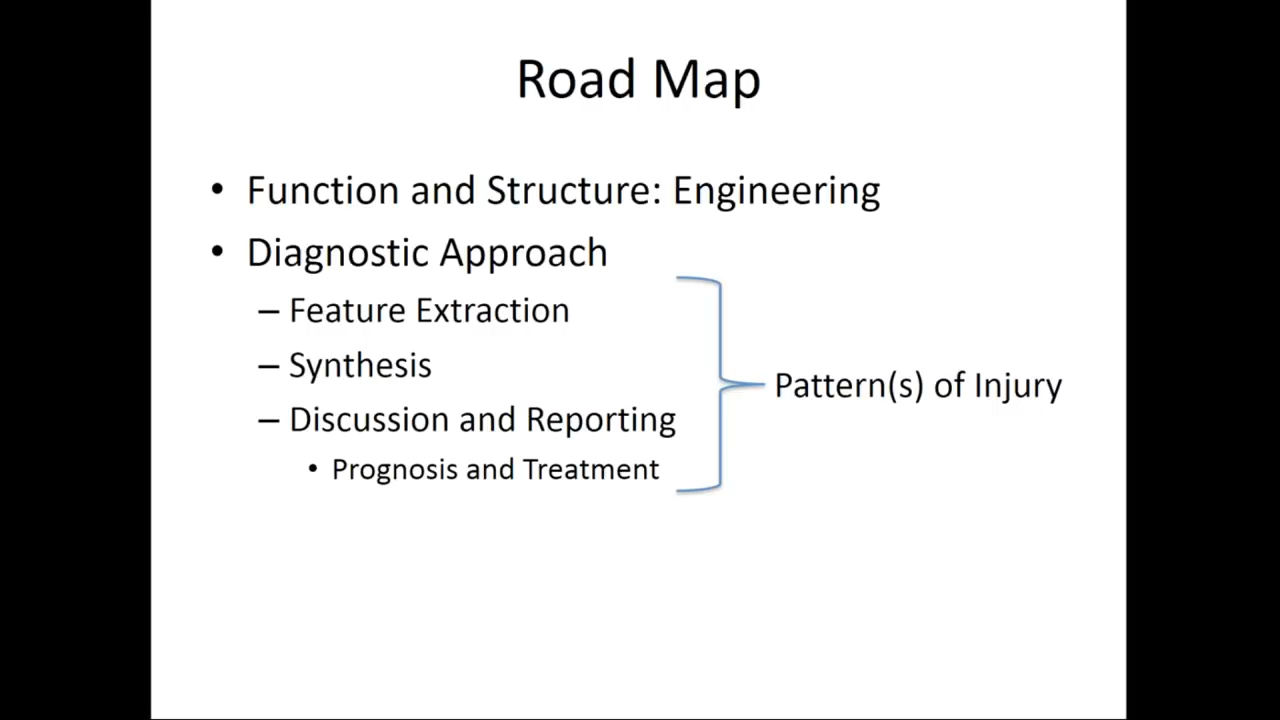 Road Map
• Function and Structure: Engineering
• Diagnostic Approach
– Feature Extraction
– Synthesis
– Discussion and Reporting
• Prognosis and Treatment
Pattern(s) of Injury